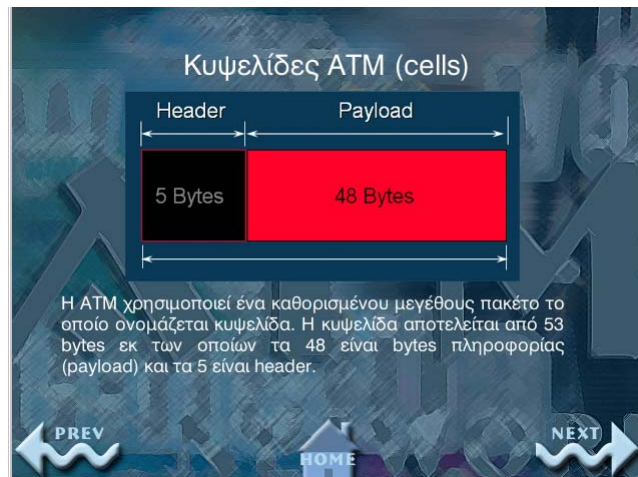 Κυψελίδες ATM (cells)
Header Payload
5 Bytes 48 Bytes
Η ATM χρησιμοποιεί ένα καθορισμένου μεγέθους πακέτο το
οποίο ονομάζεται κυψελίδα. Η κυψελίδα αποτελείται από 53
bytes εκ των οποίων τα 48 είναι bytes πληροφορίας
(payload) και τα 5 είναι header.
PREV HOME NEXT